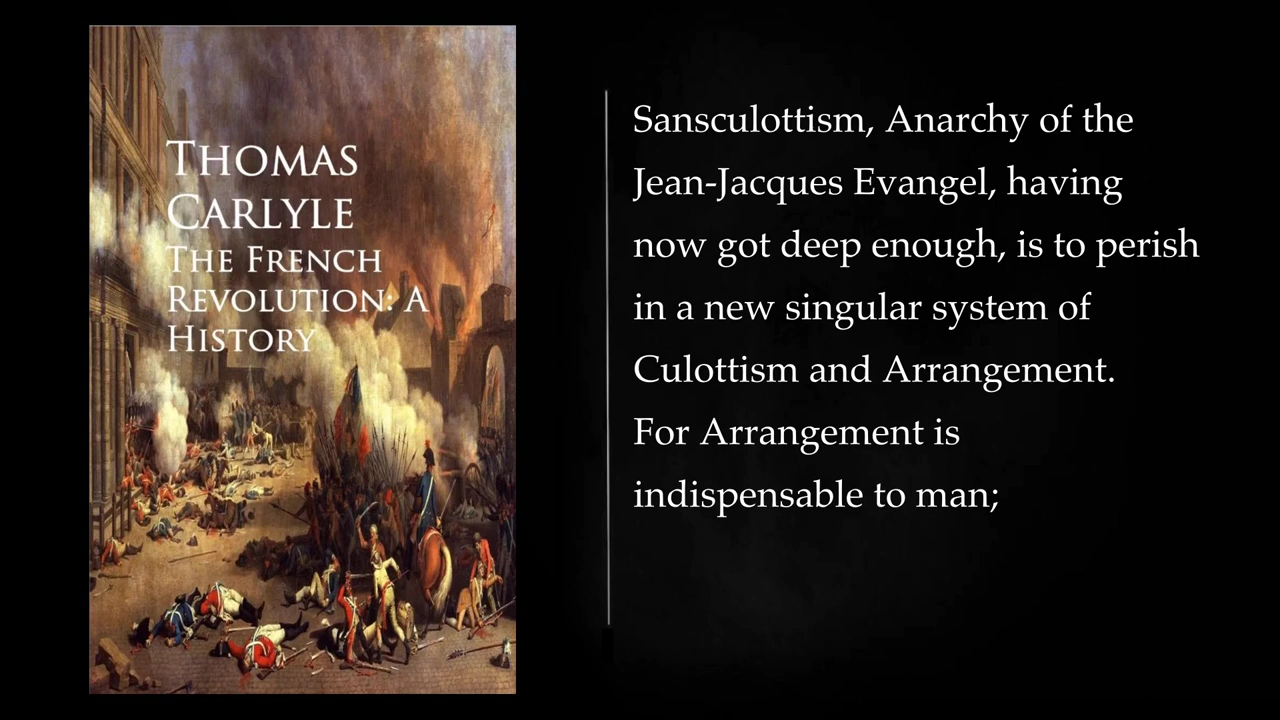 THOMAS
CARLYLE
THE FRENCH
REVOLUTION: A
HISTORY
Sansculottism, Anarchy of the
Jean-Jacques Evangel, having
now got deep enough, is to perish
in a new singular system of
Culottism and Arrangement.
For Arrangement is
indispensable to man;